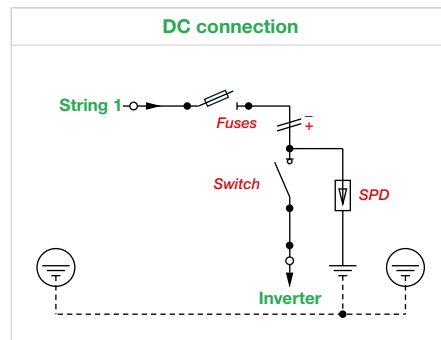 DC connection
String 1
Fuses
−
+
Switch
SPD
Inverter